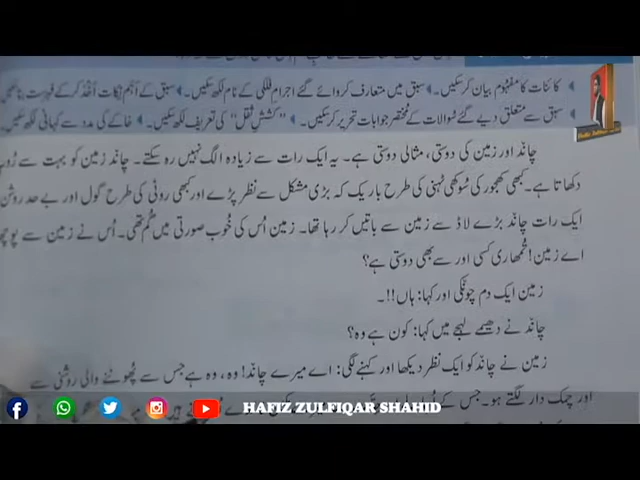 کائنات کا مفہوم بیان کر سکیں۔ سبق میں متعارف کروائے گئے اجرامِ فلکی کے نام لکھ سکیں۔ سبق کے اہم نکات اخذ کر کے فہرست بنا سکیں
سبق سے متعلق دیے گئے سوالات کے مختصر جوابات تحریر کر سکیں۔ "کششِ ثقل" کی تعریف لکھ سکیں۔ خاکے کی مدد سے کہانی لکھ سکیں۔
چاند اور زمین کی دوستی، مثالی دوستی ہے۔ یہ ایک رات سے زیادہ الگ نہیں رہ سکتے۔ چاند زمین کو بہت سے رُوپ
دکھاتا ہے۔ کبھی کھجور کی سُوکھی ٹہنی کی طرح باریک کہ بڑی مشکل سے نظر پڑے اور کبھی روٹی کی طرح گول اور بے حد روشن
ایک رات چاند بڑے لاڈ سے زمین سے باتیں کر رہا تھا۔ زمین اُس کی خُوب صورتی میں گُم تھی۔ اُس نے زمین سے پوچھا
اے زمین! تُمھاری کسی اور سے بھی دوستی ہے؟
زمین ایک دم چونکی اور کہا: ہاں!!۔
چاند نے دھیمے لہجے میں کہا: کون ہے وہ؟
زمین نے چاند کو ایک نظر دیکھا اور کہنے لگی: اے میرے چاند! وہ، وہ ہے جس سے پُھوٹنے والی روشنی سے
اور چمک دار لگتے ہو۔ جس کے
HAFIZ ZULFIQAR SHAHID